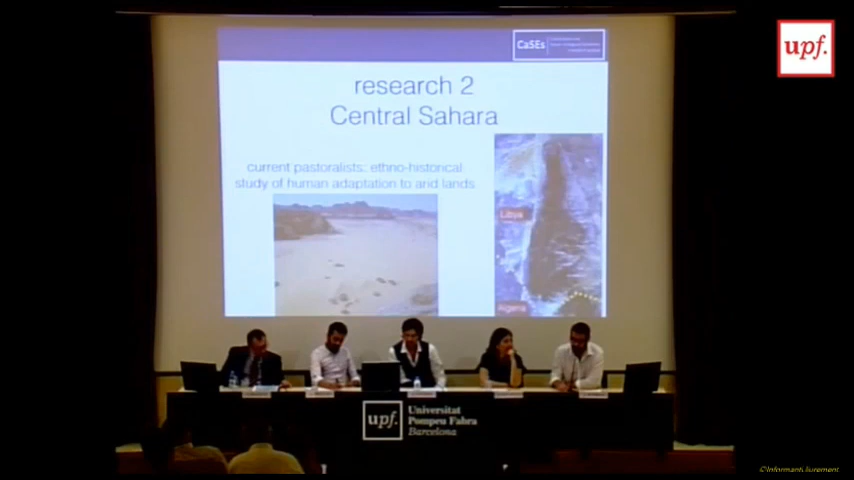 CaSEs
upf.
research 2
Central Sahara
current pastoralists: ethno-historical
study of human adaptation to arid lands
Libya
Algeria
upf.
Universitat
Pompeu Fabra
Barcelona